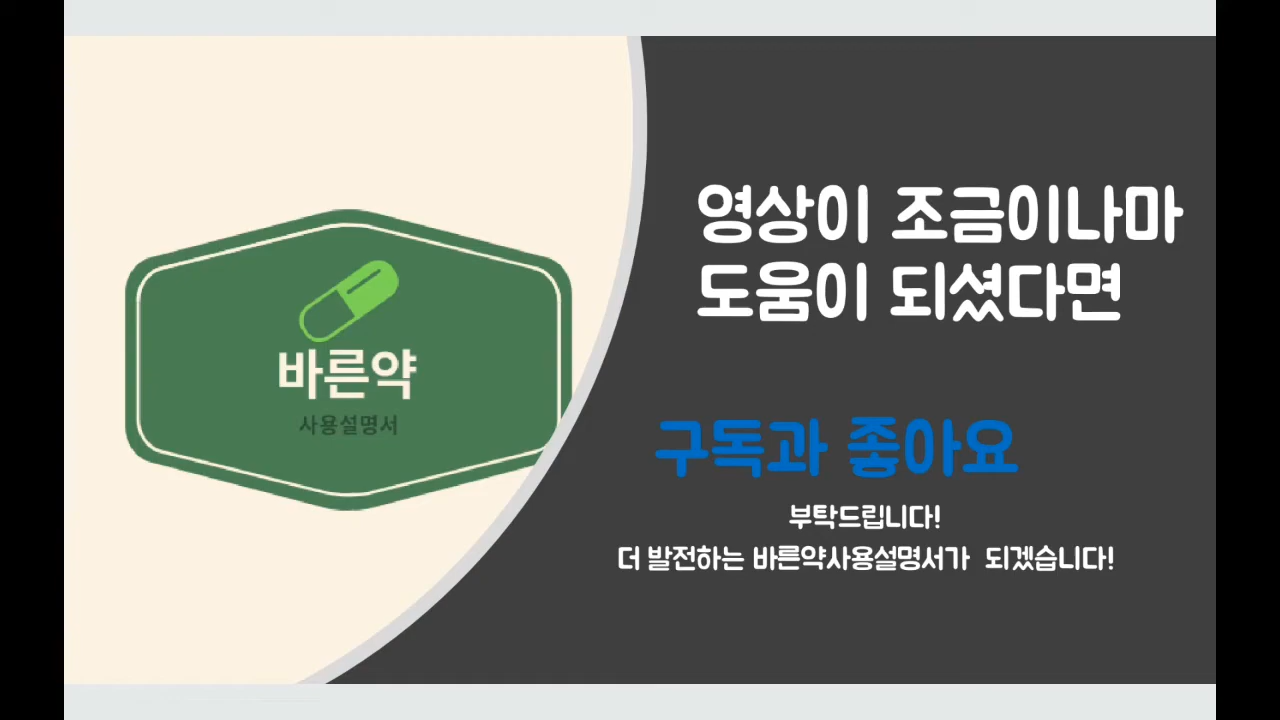 바른약
사용설명서
영상이 조금이나마
도움이 되셨다면
구독과 좋아요
부탁드립니다!
더 발전하는 바른약사용설명서가 되겠습니다!